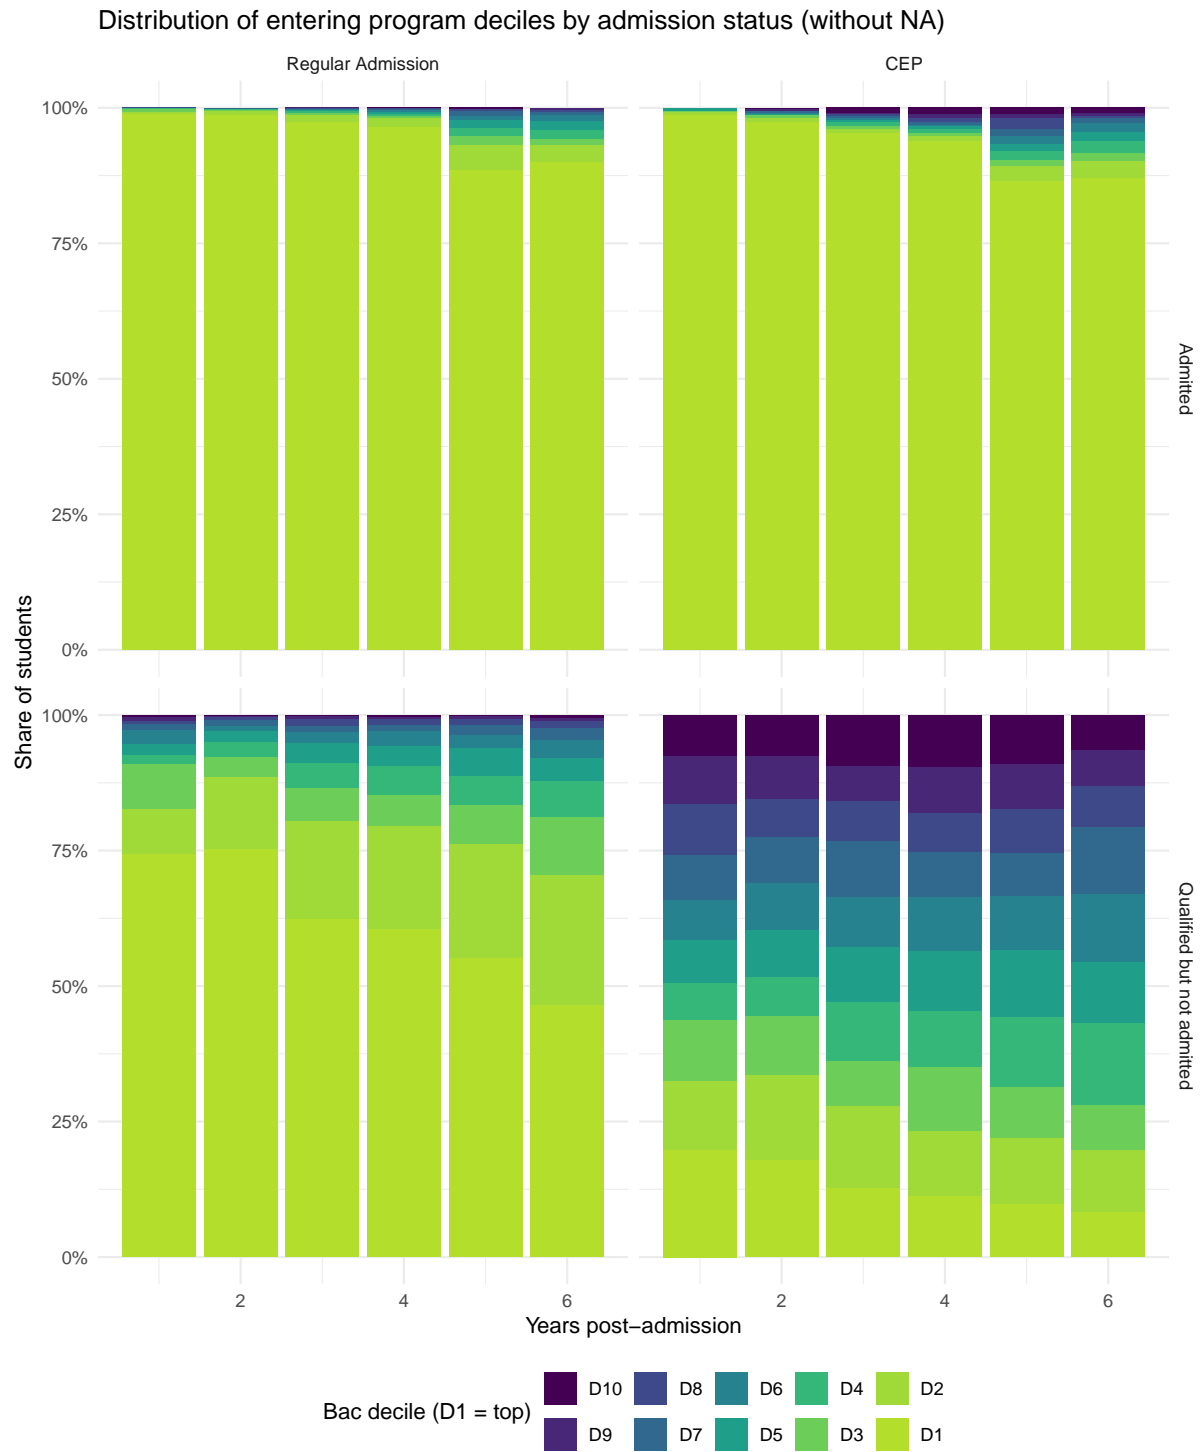 Distribution of entering program deciles by admission status (without NA)
Regular Admission
CEP
100%
75%
50%
25%
0%
Admitted
Share of students
100%
75%
50%
25%
0%
Qualified but not admitted
2
4
6
2
4
6
Years post−admission
Bac decile (D1 = top)
D10
D8
D6
D4
D2
D9
D7
D5
D3
D1